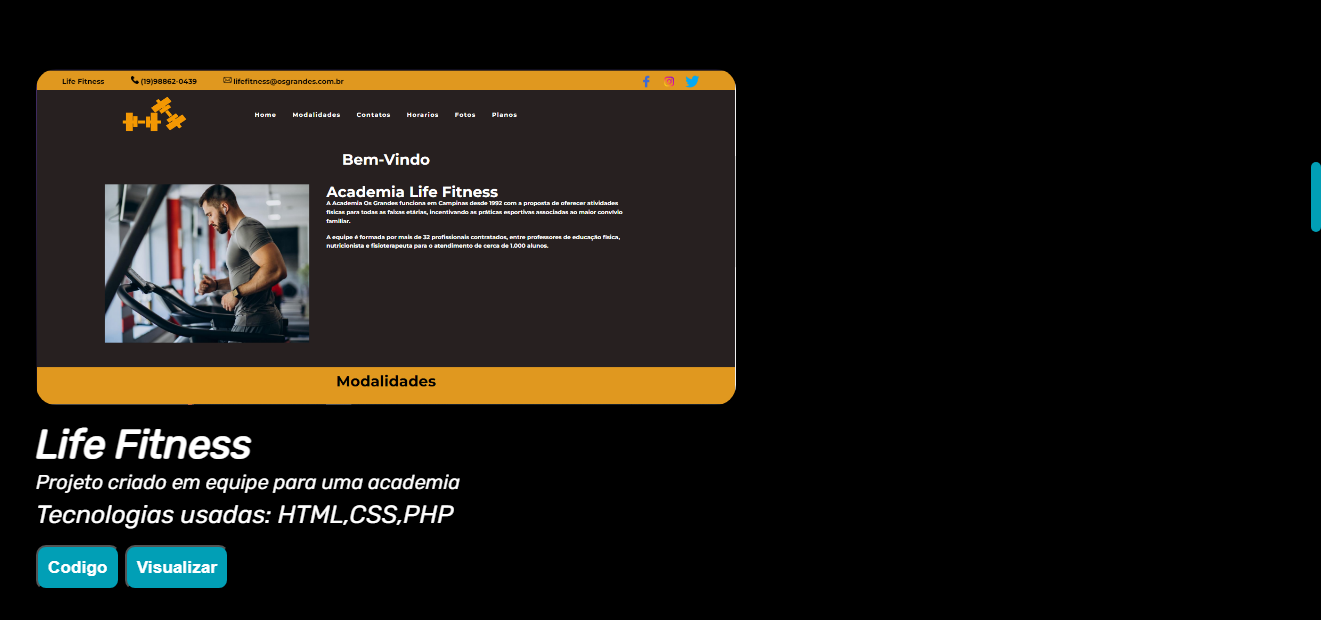 Life Fitness (19)98862-0439 lifefitness@osgrandes.com.br
Home Modalidades Contatos Horarios Fotos Planos
Bem-Vindo
Academia Life Fitness
A Academia Os Grandes funciona em Campinas desde 1992 com a proposta de oferecer atividades
físicas para todas as faixas etárias, incentivando as práticas esportivas associadas ao maior convívio
familiar.
A equipe é formada por mais de 32 profissionais contratados, entre professores de educação física,
nutricionista e fisioterapeuta para o atendimento de cerca de 1.000 alunos.
Modalidades
Life Fitness
Projeto criado em equipe para uma academia
Tecnologias usadas: HTML,CSS,PHP
Codigo Visualizar